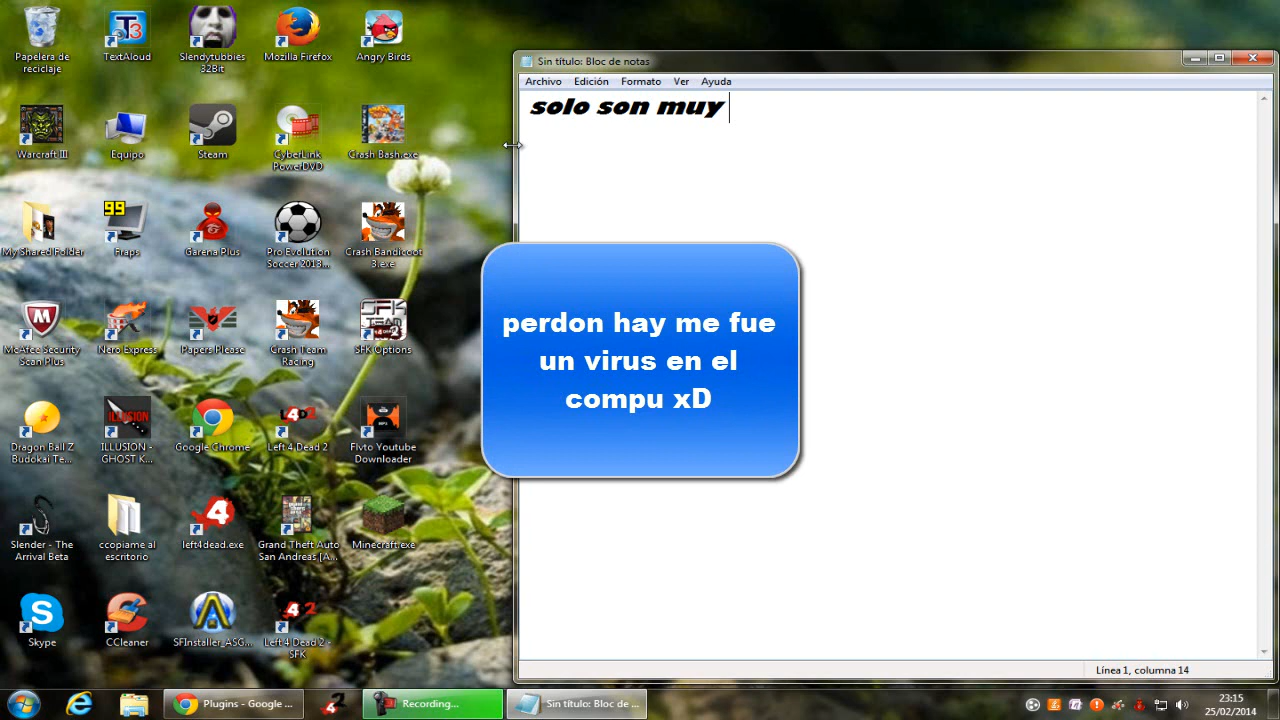 Papelera de
reciclaje
TextAloud
Slendytubbies
32Bit
Mozilla Firefox
Angry Birds
Warcraft III
Equipo
Steam
CyberLink
PowerDVD
Crash Bash.exe
My Shared Folder
99
Fraps
Garena Plus
Pro Evolution
Soccer 2013...
Crash Bandicoot
3.exe
McAfee Security
Scan Plus
Nero Express
Papers Please
Crash Team
Racing
SFK Options
Dragon Ball Z
Budokai Te...
ILLUSION -
GHOST K...
Google Chrome
Left 4 Dead 2
Flvto Youtube
Downloader
Slender - The
Arrival Beta
ccopiame al
escritorio
left4dead.exe
Grand Theft Auto
San Andreas [A...
Minecraft.exe
Skype
CCleaner
SFInstaller_ASG...
Left 4 Dead 2 -
SFK
Sin título: Bloc de notas
Archivo Edición Formato Ver Ayuda
solo son muy
perdon hay me fue
un virus en el
compu xD
Línea 1, columna 14
Plugins - Google ...
Recording...
Sin título: Bloc de ...
23:15
25/02/2014